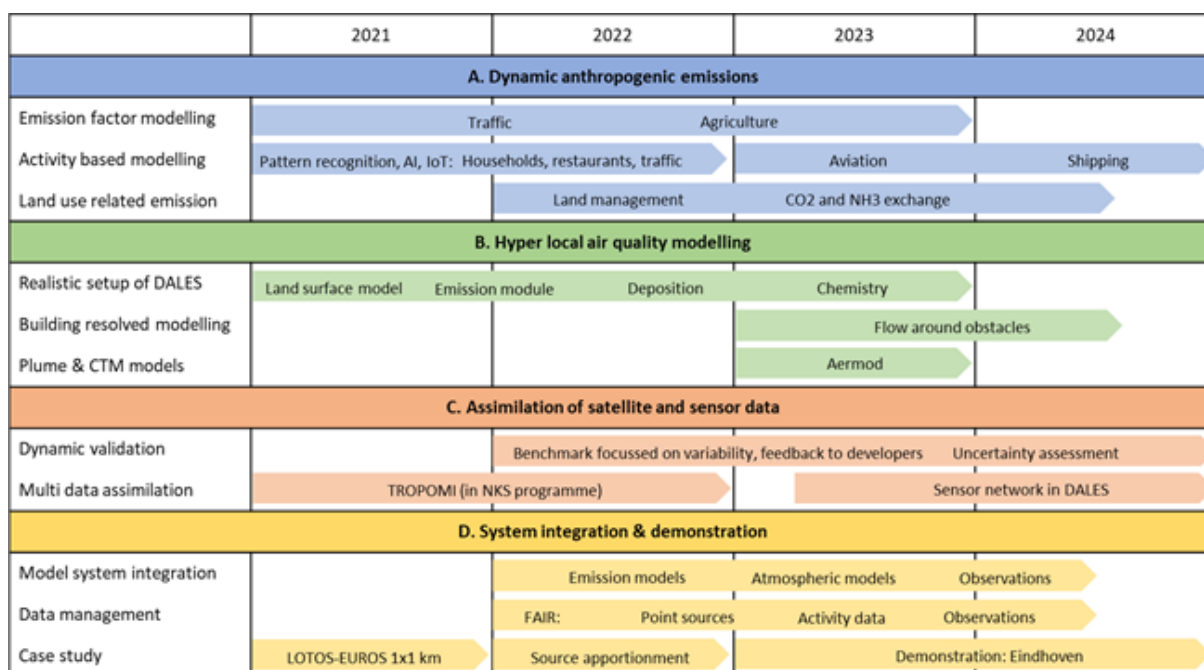 2021 2022 2023 2024
A. Dynamic anthropogenic emissions
Emission factor modelling Traffic Agriculture
Activity based modelling Pattern recognition, AI, IoT: Households, restaurants, traffic Aviation Shipping
Land use related emission Land management CO2 and NH3 exchange
B. Hyper local air quality modelling
Realistic setup of DALES Land surface model Emission module Deposition Chemistry
Building resolved modelling Flow around obstacles
Plume & CTM models Aermod
C. Assimilation of satellite and sensor data
Dynamic validation Benchmark focussed on variability, feedback to developers Uncertainty assessment
Multi data assimilation TROPOMI (in NKS programme) Sensor network in DALES
D. System integration & demonstration
Model system integration Emission models Atmospheric models Observations
Data management FAIR: Point sources Activity data Observations
Case study LOTOS-EUROS 1x1 km Source apportionment Demonstration: Eindhoven